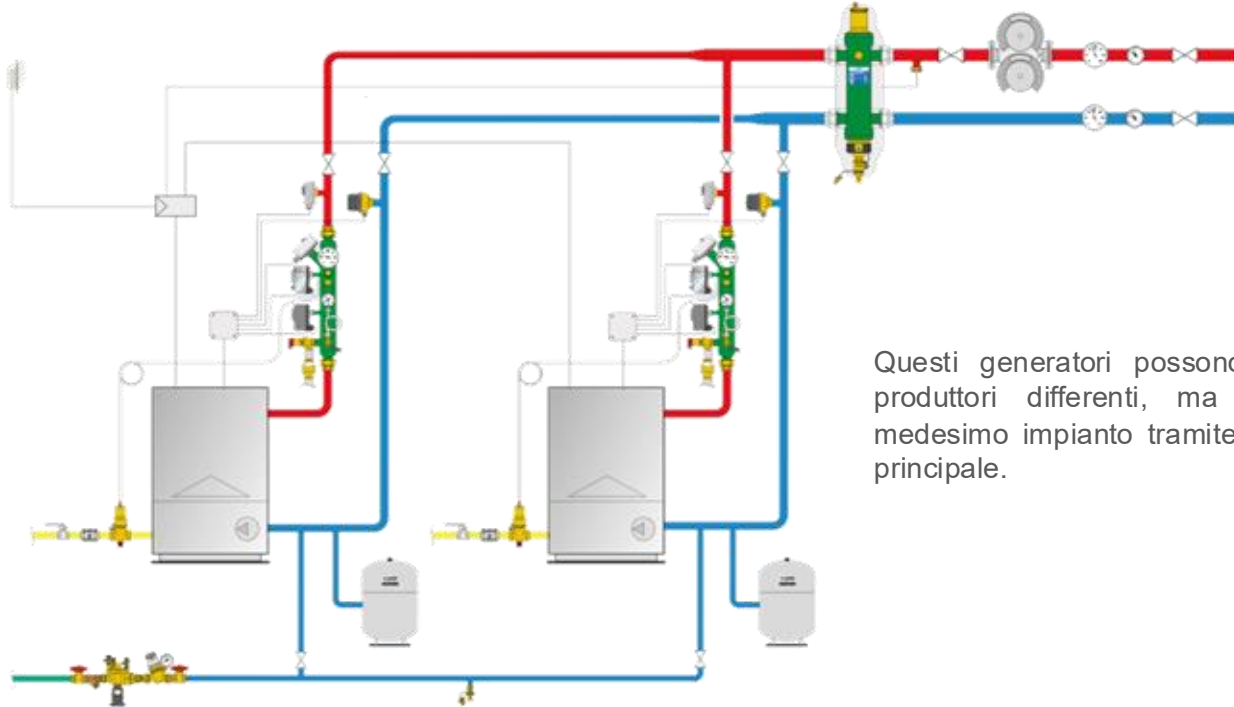 Questi generatori possono
produttori differenti, ma
medesimo impianto tramite
principale.